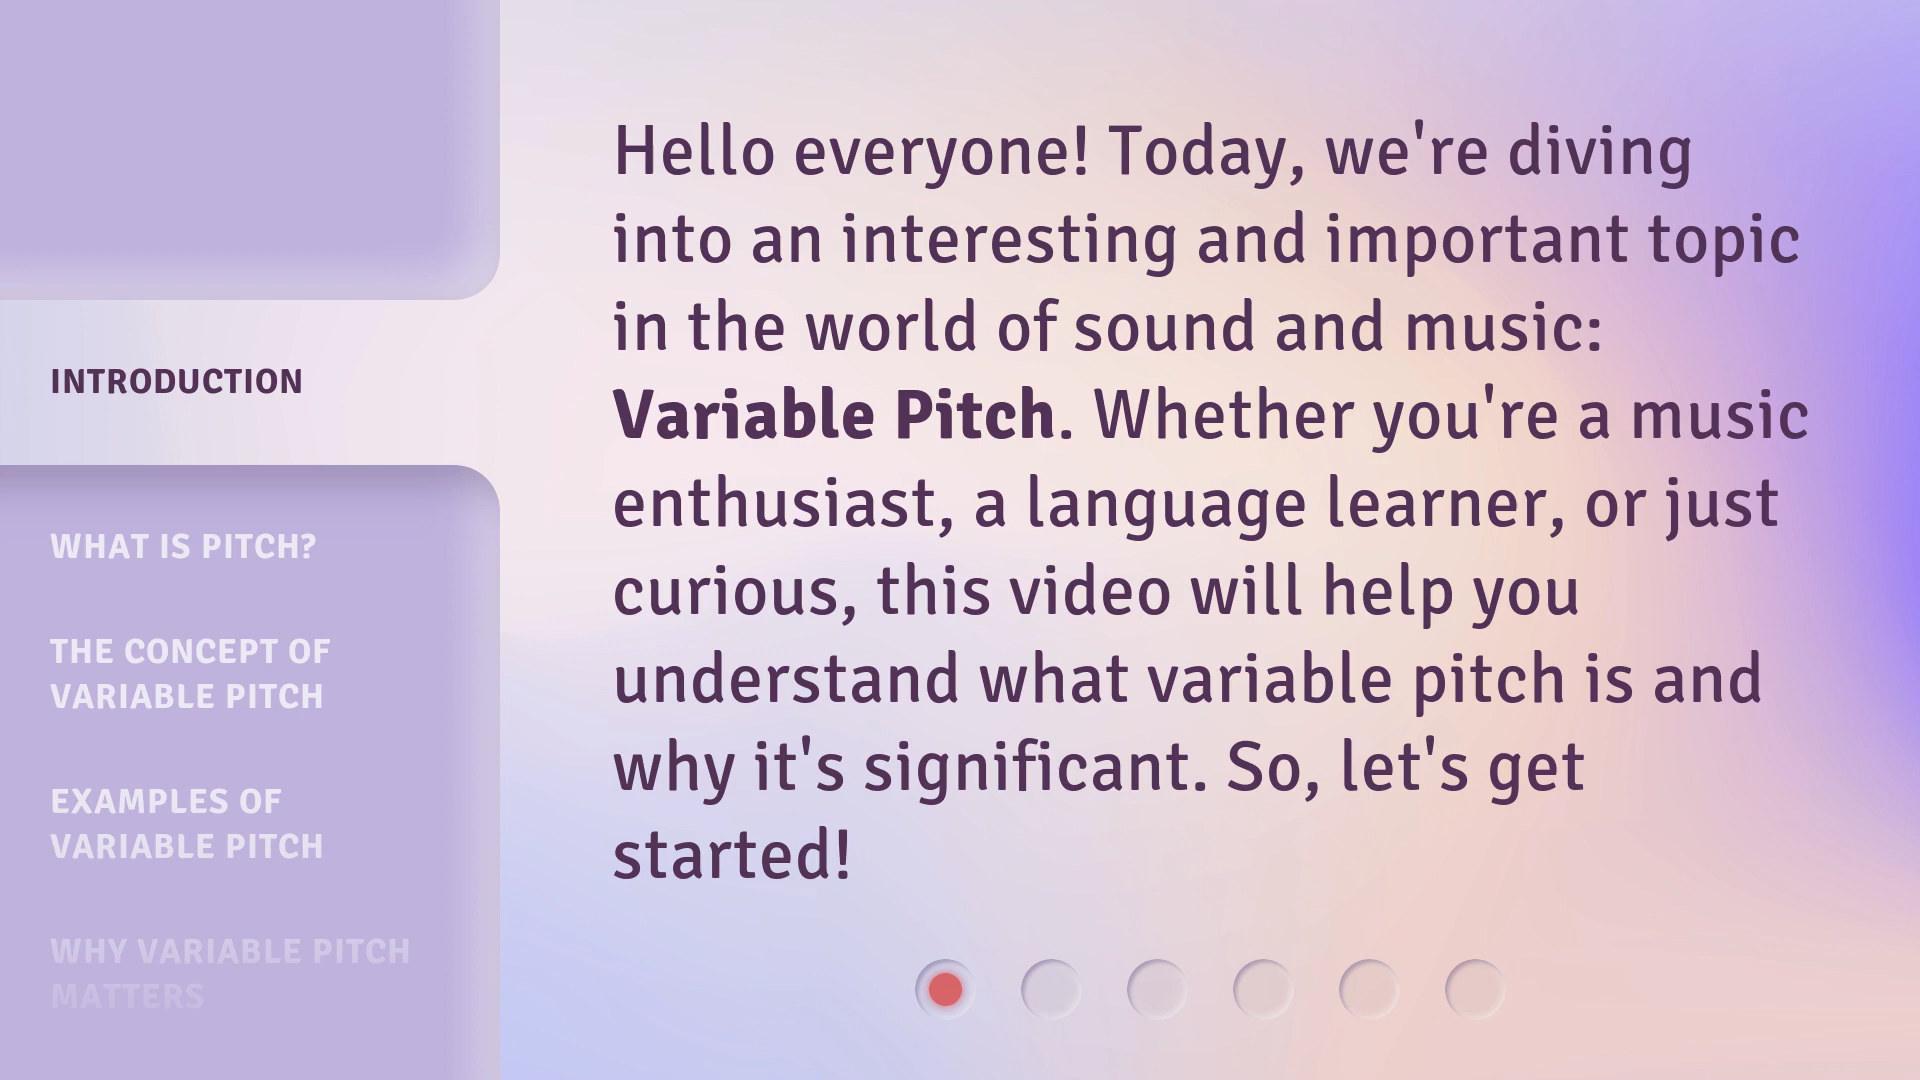 INTRODUCTION
WHAT IS PITCH?
THE CONCEPT OF
VARIABLE PITCH
EXAMPLES OF
VARIABLE PITCH
WHY VARIABLE PITCH
MATTERS
Hello everyone! Today, we're diving
into an interesting and important topic
in the world of sound and music:
Variable Pitch. Whether you're a music
enthusiast, a language learner, or just
curious, this video will help you
understand what variable pitch is and
why it's significant. So, let's get
started!